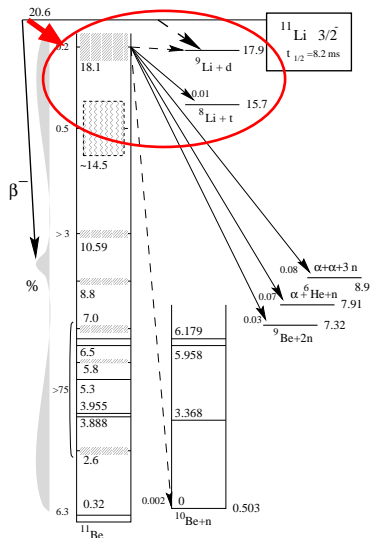 20.6
11Li 3/2-
t 1/2 =8.2 ms
0.2
18.1
9Li + d 17.9
0.01
8Li + t 15.7
0.5
~14.5
β−
%
> 3
10.59
8.8
0.08 α+α+3 n 8.9
0.07 α+6He+n 7.91
0.03 9Be+2n 7.32
7.0
6.5
5.8
>75
5.3
3.955
3.888
2.6
6.179
5.958
3.368
0.002 0 0.503
10Be+n
6.3 0.32
11Be